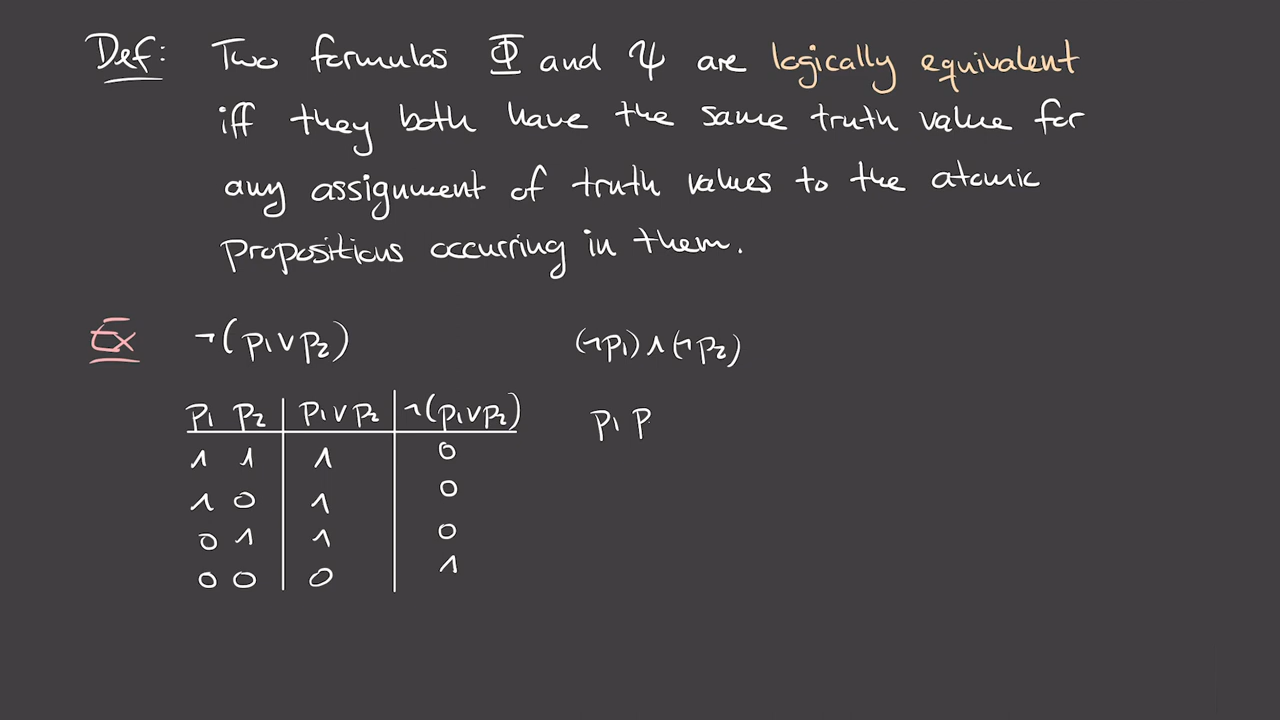 Def: Two formulas Φ and Ψ are logically equivalent
iff they both have the same truth value for
any assignment of truth values to the atomic
propositions occurring in them.
Ex ¬(p₁∨p₂) (¬p₁)∧(¬p₂)
p₁ p₂ | p₁∨p₂ | ¬(p₁∨p₂) p₁ p
1 1 | 1 | 0
1 0 | 1 | 0
0 1 | 1 | 0
0 0 | 0 | 1